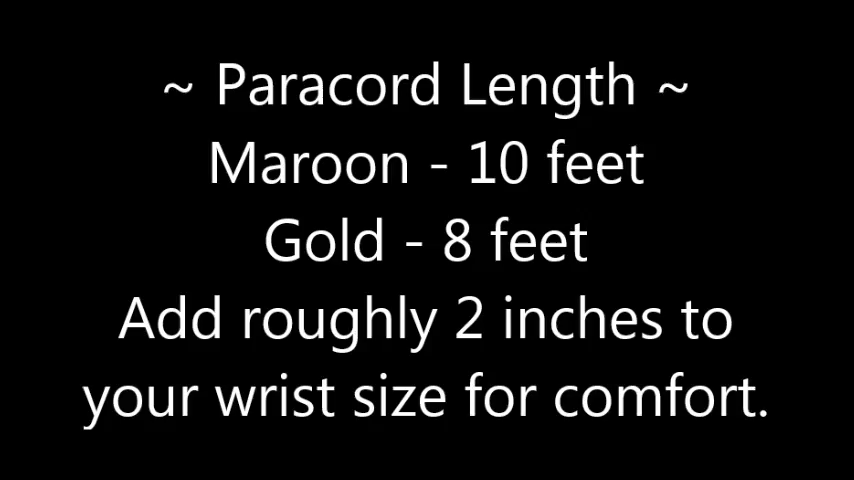 ~ Paracord Length ~
Maroon - 10 feet
Gold - 8 feet
Add roughly 2 inches to
your wrist size for comfort.